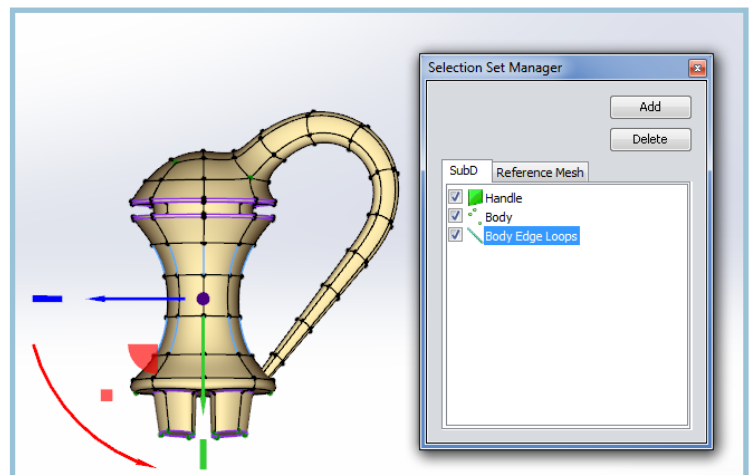 Selection Set Manager
Add
Delete
SubD Reference Mesh
Handle
Body
Body Edge Loops